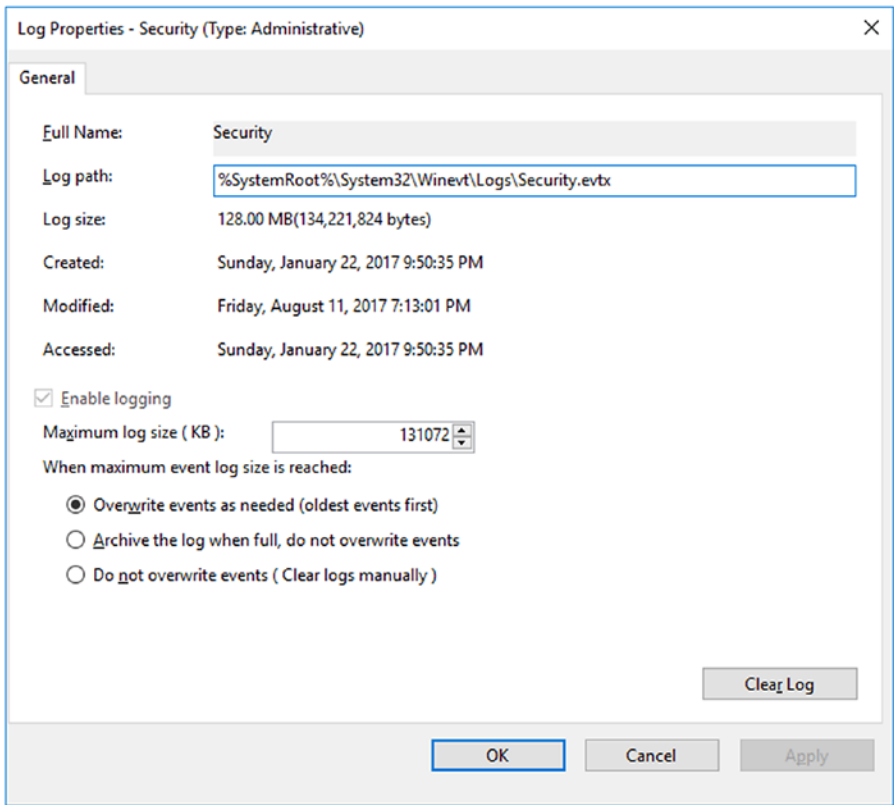 Log Properties - Security (Type: Administrative)
General
Full Name: Security
Log path: %SystemRoot%\System32\Winevt\Logs\Security.evtx
Log size: 128.00 MB(134,221,824 bytes)
Created: Sunday, January 22, 2017 9:50:35 PM
Modified: Friday, August 11, 2017 7:13:01 PM
Accessed: Sunday, January 22, 2017 9:50:35 PM
Enable logging
Maximum log size ( KB ): 131072
When maximum event log size is reached:
Overwrite events as needed (oldest events first)
Archive the log when full, do not overwrite events
Do not overwrite events ( Clear logs manually )
Clear Log
OK Cancel Apply